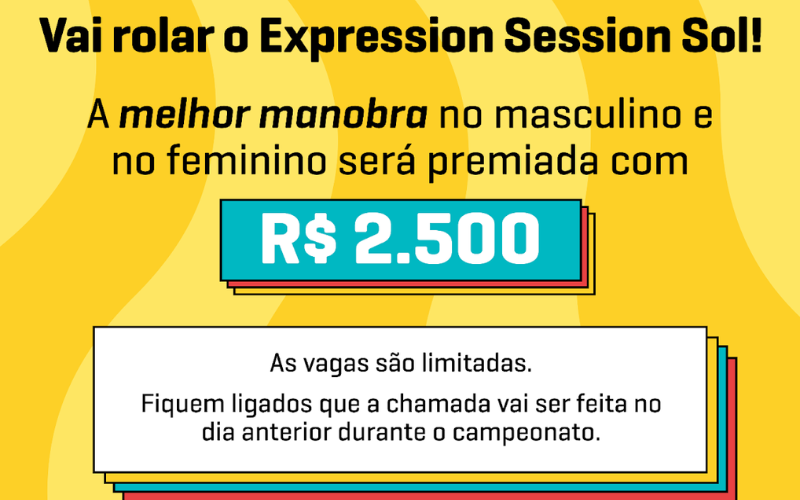 Vai rolar o Expression Session Sol!
A melhor manobra no masculino e
no feminino será premiada com
R$ 2.500
As vagas são limitadas.
Fiquem ligados que a chamada vai ser feita no
dia anterior durante o campeonato.